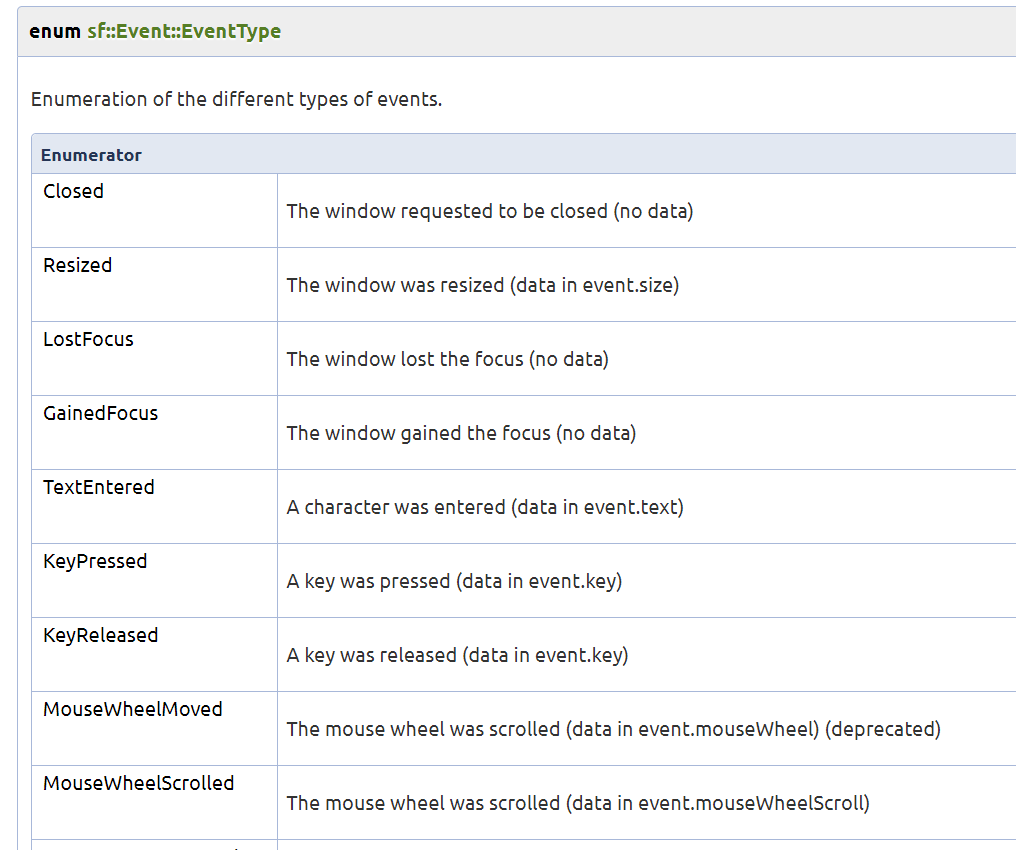 enum sf::Event::EventType
Enumeration of the different types of events.
Enumerator
Closed
The window requested to be closed (no data)
Resized
The window was resized (data in event.size)
LostFocus
The window lost the focus (no data)
GainedFocus
The window gained the focus (no data)
TextEntered
A character was entered (data in event.text)
KeyPressed
A key was pressed (data in event.key)
KeyReleased
A key was released (data in event.key)
MouseWheelMoved
The mouse wheel was scrolled (data in event.mouseWheel) (deprecated)
MouseWheelScrolled
The mouse wheel was scrolled (data in event.mouseWheelScroll)